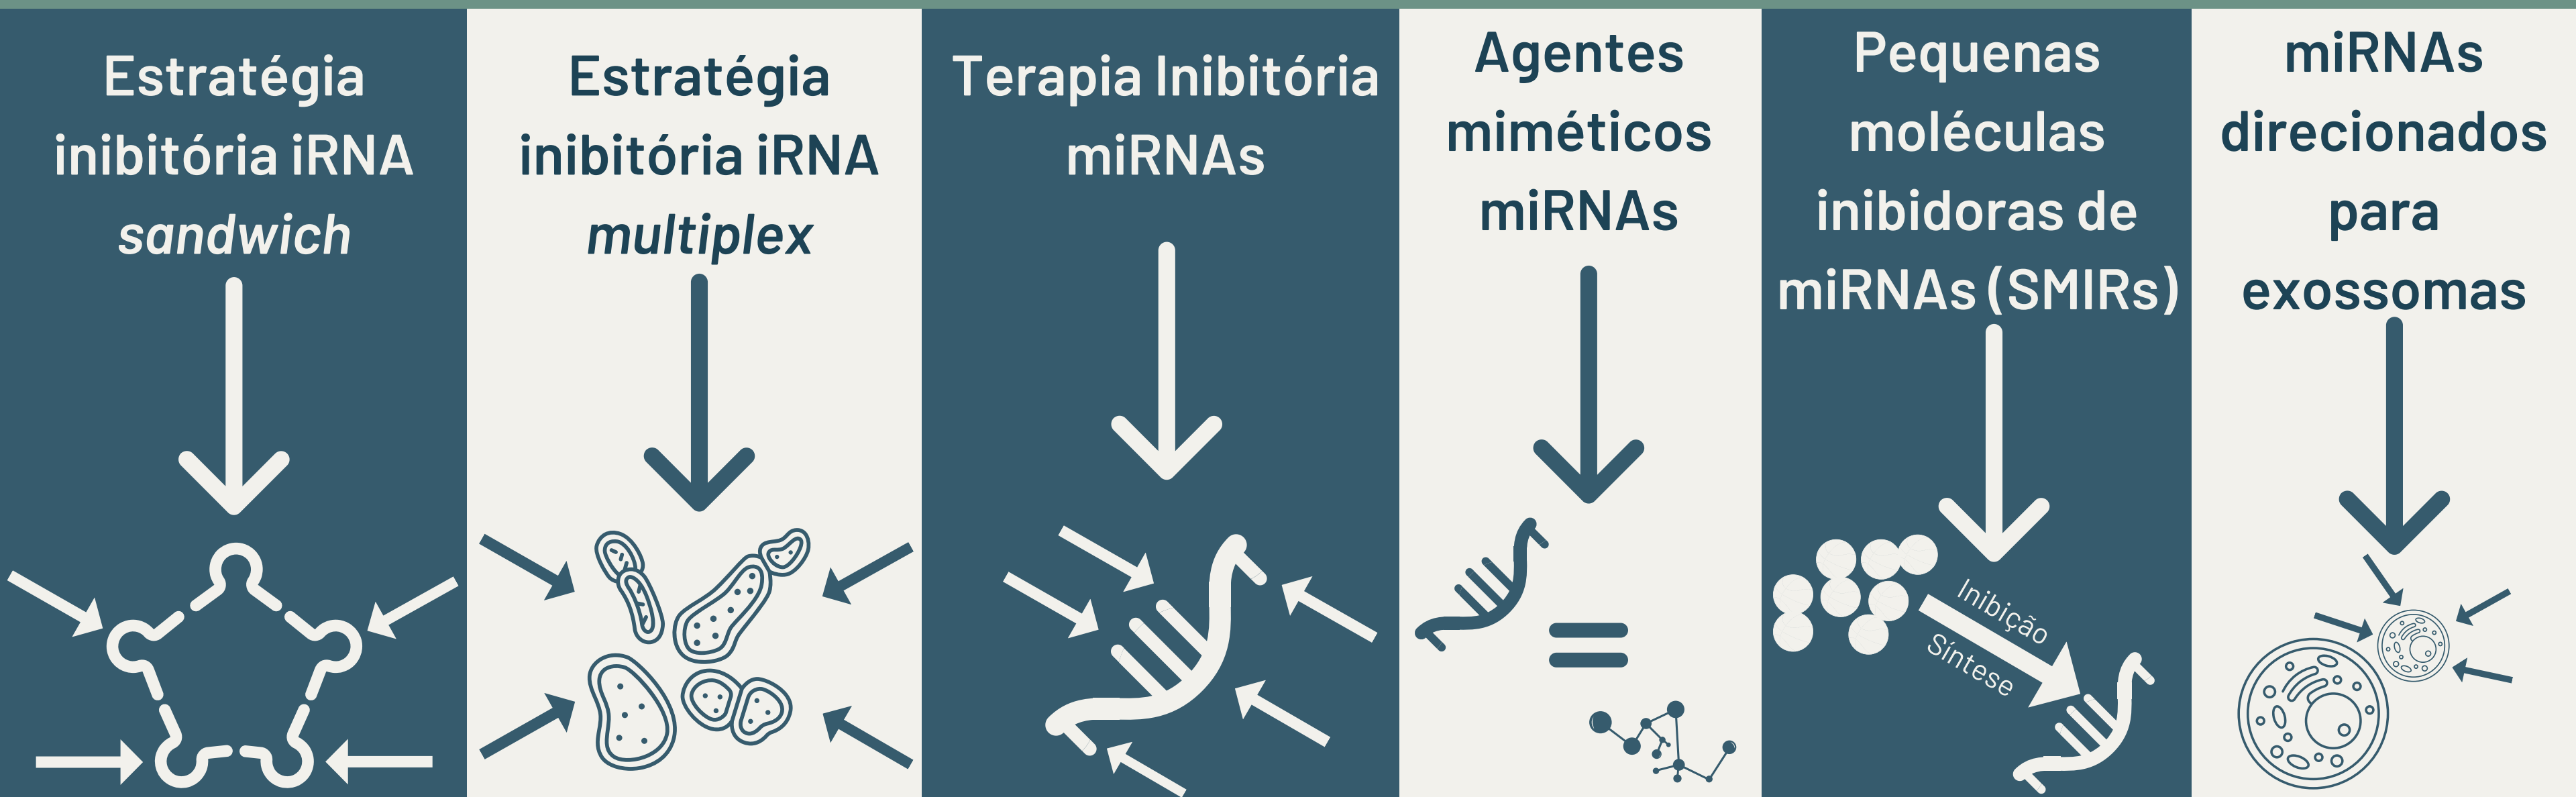 Estratégia
inibitória iRNA
sandwich
Estratégia
inibitória iRNA
multiplex
Terapia Inibitória
miRNAs
Agentes
miméticos
miRNAs
Pequenas
moléculas
inibidoras de
miRNAs (SMIRs)
Inibição
Síntese
miRNAs
direcionados
para
exossomas